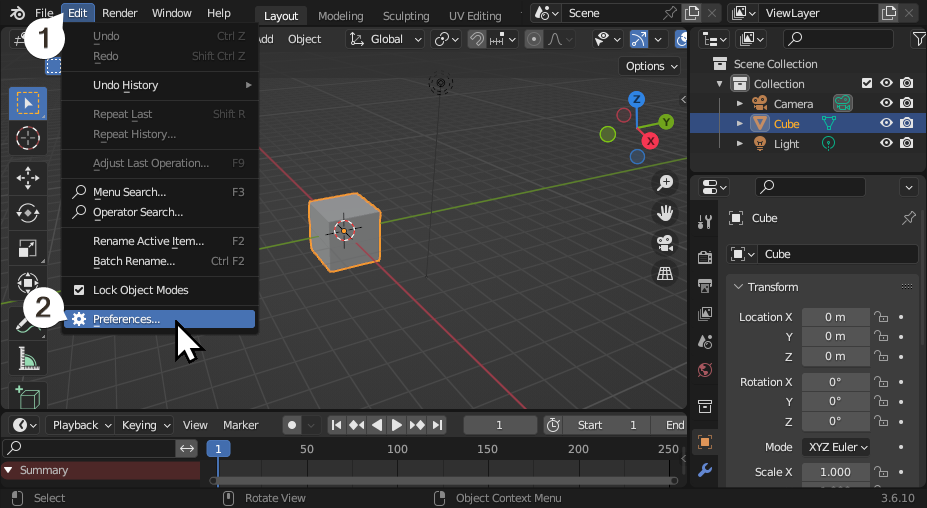 File Edit Render Window Help Layout Modeling Sculpting UV Editing Scene ViewLayer
1
Object Global
Options
Undo Ctrl Z
Redo Shift Ctrl Z
Undo History
Repeat Last Shift R
Repeat History...
Adjust Last Operation... F9
Menu Search... F3
Operator Search...
Rename Active Item... F2
Batch Rename... Ctrl F2
Lock Object Modes
2
Preferences...
Z
Y
X
Scene Collection
Collection
Camera
Cube
Light
Cube
Cube
Transform
Location X 0 m
Y 0 m
Z 0 m
Rotation X 0°
Y 0°
Z 0°
Mode XYZ Euler
Scale X 1.000
Playback Keying View Marker 1 Start 1 End
1 50 100 150 200 250
Summary
Select Rotate View Object Context Menu 3.6.10